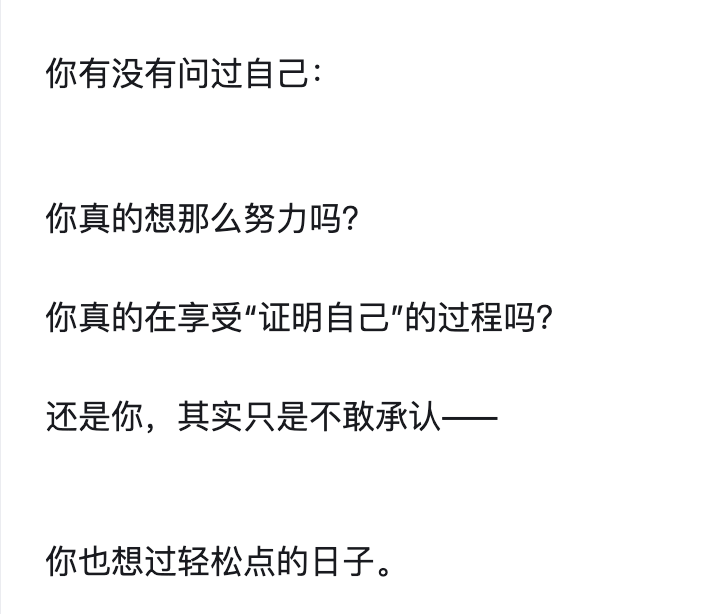 你有没有问过自己：
你真的想那么努力吗？
你真的在享受“证明自己”的过程吗？
还是你，其实只是不敢承认——
你也想过轻松点的日子。